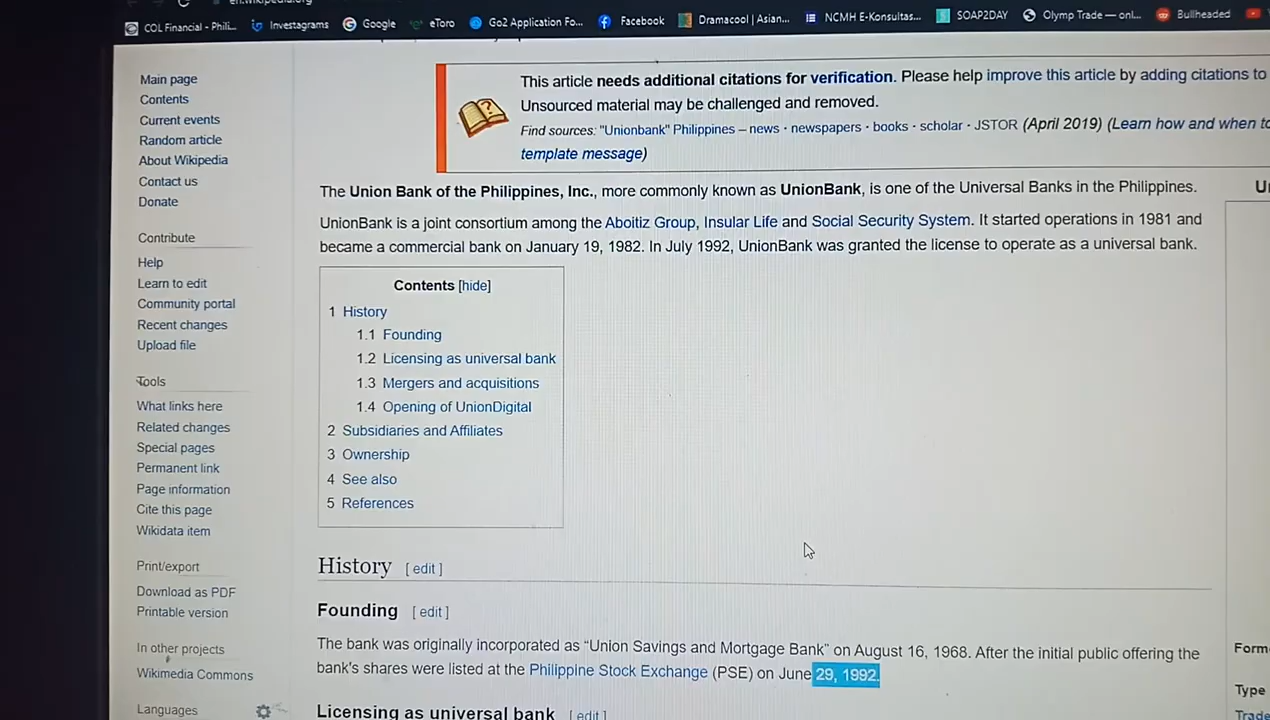 en.wikipedia.org
COL Financial - Phili... Investagrams Google eToro Go2 Application Fo... Facebook Dramacool | Asian... NCMH E-Konsultas... SOAP2DAY Olymp Trade — onl... Bullheaded
Main page
Contents
Current events
Random article
About Wikipedia
Contact us
Donate
Contribute
Help
Learn to edit
Community portal
Recent changes
Upload file
Tools
What links here
Related changes
Special pages
Permanent link
Page information
Cite this page
Wikidata item
Print/export
Download as PDF
Printable version
In other projects
Wikimedia Commons
Languages
This article needs additional citations for verification. Please help improve this article by adding citations to
Unsourced material may be challenged and removed.
Find sources: "Unionbank" Philippines – news · newspapers · books · scholar · JSTOR (April 2019) (Learn how and when to
template message)
The Union Bank of the Philippines, Inc., more commonly known as UnionBank, is one of the Universal Banks in the Philippines.
UnionBank is a joint consortium among the Aboitiz Group, Insular Life and Social Security System. It started operations in 1981 and
became a commercial bank on January 19, 1982. In July 1992, UnionBank was granted the license to operate as a universal bank.
Contents [hide]
1 History
1.1 Founding
1.2 Licensing as universal bank
1.3 Mergers and acquisitions
1.4 Opening of UnionDigital
2 Subsidiaries and Affiliates
3 Ownership
4 See also
5 References
History [ edit ]
Founding [ edit ]
The bank was originally incorporated as “Union Savings and Mortgage Bank” on August 16, 1968. After the initial public offering the
bank's shares were listed at the Philippine Stock Exchange (PSE) on June 29, 1992.
Licensing as universal bank [ edit ]
Form
Type
Trade